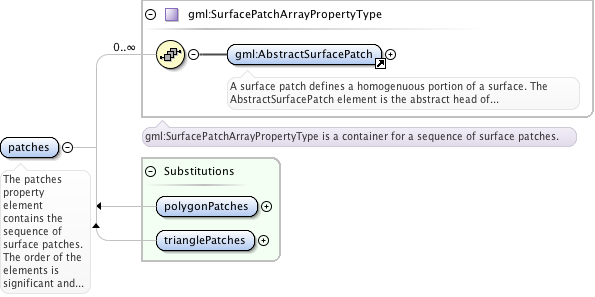 gml:SurfacePatchArrayPropertyType
0..∞
gml:AbstractSurfacePatch
A surface patch defines a homogenuous portion of a surface. The
AbstractSurfacePatch element is the abstract head of...
gml:SurfacePatchArrayPropertyType is a container for a sequence of surface patches.
patches
The patches
property
element
contains the
sequence of
surface patches.
The order of the
elements is
significant and...
Substitutions
polygonPatches
trianglePatches